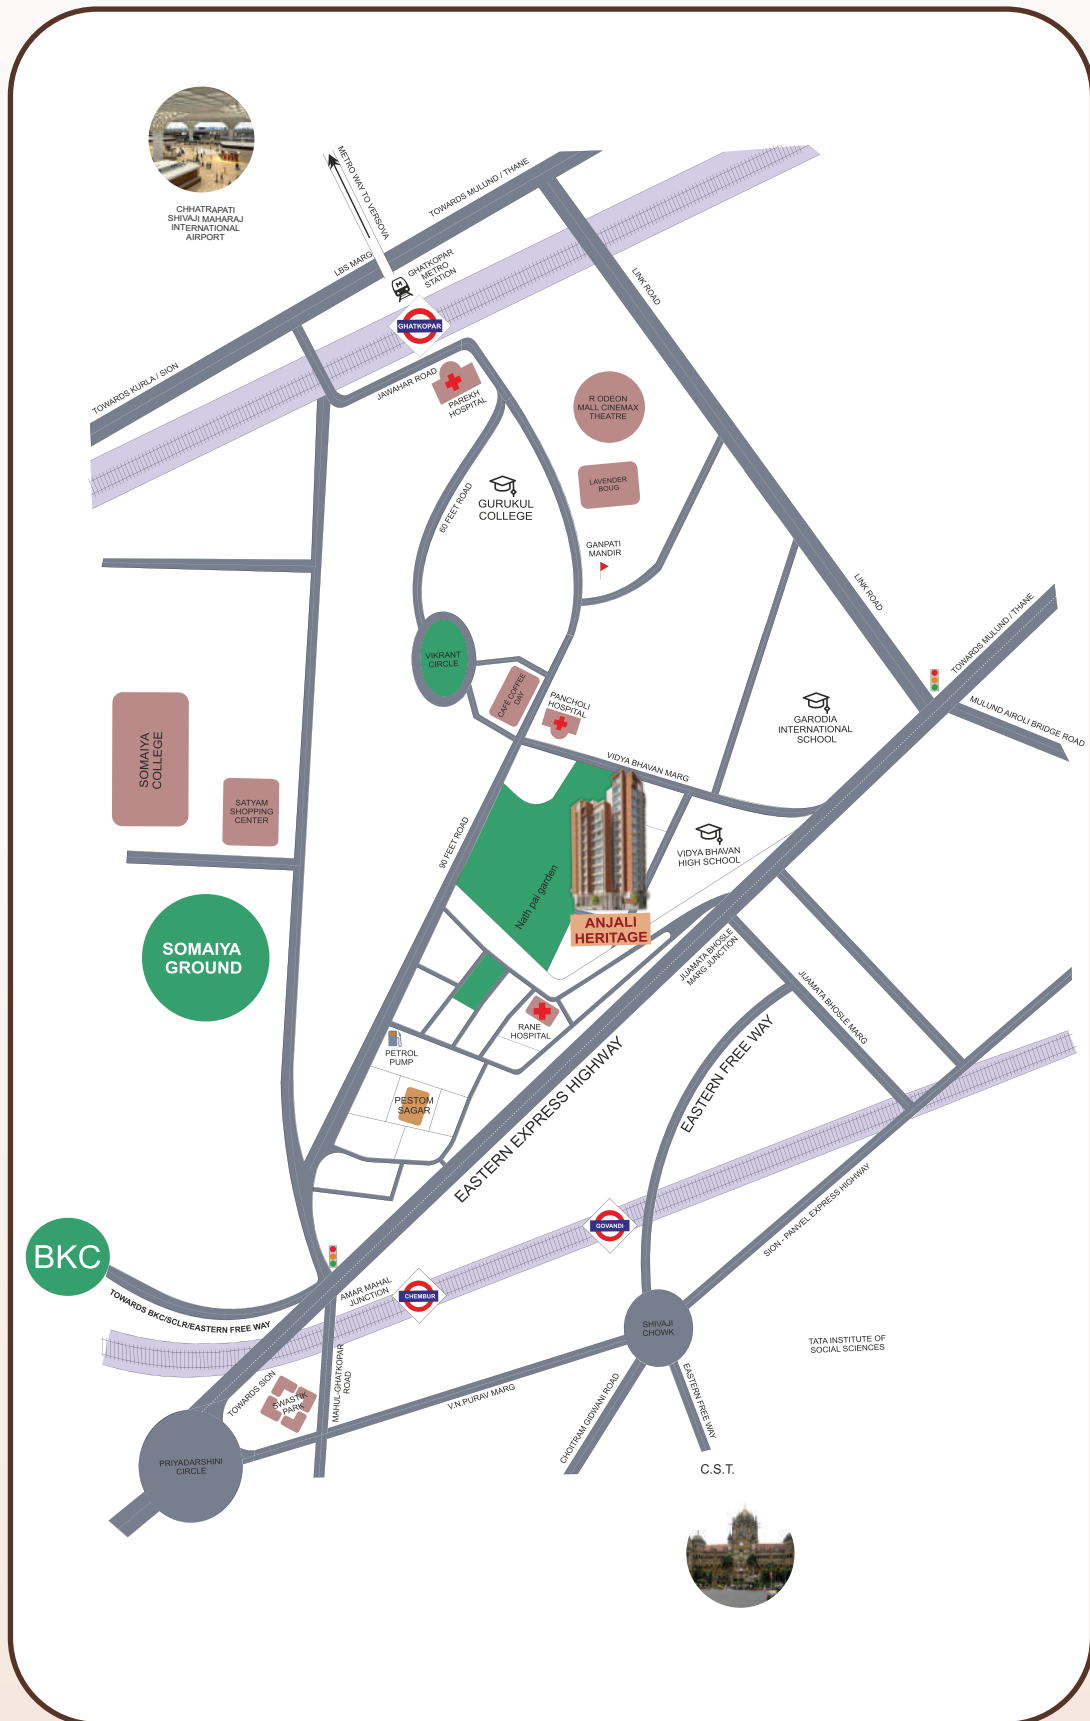 CHHATRAPATI
SHIVAJI MAHARAJ
INTERNATIONAL
AIRPORT
METRO WAY TO VERSOVA
TOWARDS MULUND / THANE
LBS MARG
GHATKOPAR
METRO
STATION
GHATKOPAR
LINK ROAD
TOWARDS KURLA / SION
JAWAHAR ROAD
PAREKH
HOSPITAL
R ODEON
MALL CINEMAX
THEATRE
LAVENDER
BOUG
60 FEET ROAD
GURUKUL
COLLEGE
GANPATI
MANDIR
LINK ROAD
TOWARDS MULUND / THANE
VIKRANT
CIRCLE
CAFE COFFEE
DAY
PANCHOLI
HOSPITAL
GARODIA
INTERNATIONAL
SCHOOL
MULUND AIROLI BRIDGE ROAD
SOMAIYA
COLLEGE
SATYAM
SHOPPING
CENTER
VIDYA BHAVAN MARG
90 FEET ROAD
VIDYA BHAVAN
HIGH SCHOOL
Nath pai garden
ANJALI
HERITAGE
SOMAIYA
GROUND
JIJAMATA BHOSLE
MARG JUNCTION
JIJAMATA BHOSLE MARG
RANE
HOSPITAL
PETROL
PUMP
PESTOM
SAGAR
EASTERN EXPRESS HIGHWAY
EASTERN FREE WAY
SION - PANVEL EXPRESS HIGHWAY
GOVANDI
BKC
TOWARDS BKC/SCLR/EASTERN FREE WAY
AMAR MAHAL
JUNCTION
CHEMBUR
SHIVAJI
CHOWK
TATA INSTITUTE OF
SOCIAL SCIENCES
TOWARDS SION
SWASTIK
PARK
MAHUL-GHATKOPAR
ROAD
V.N.PURAV MARG
CHOITRAM GIDWANI ROAD
EASTERN FREE WAY
PRIYADARSHINI
CIRCLE
C.S.T.